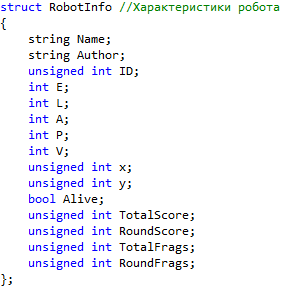 struct RobotInfo //Характеристики робота
{
    string Name;
    string Author;
    unsigned int ID;
    int E;
    int L;
    int A;
    int P;
    int V;
    unsigned int x;
    unsigned int y;
    bool Alive;
    unsigned int TotalScore;
    unsigned int RoundScore;
    unsigned int TotalFrags;
    unsigned int RoundFrags;
};